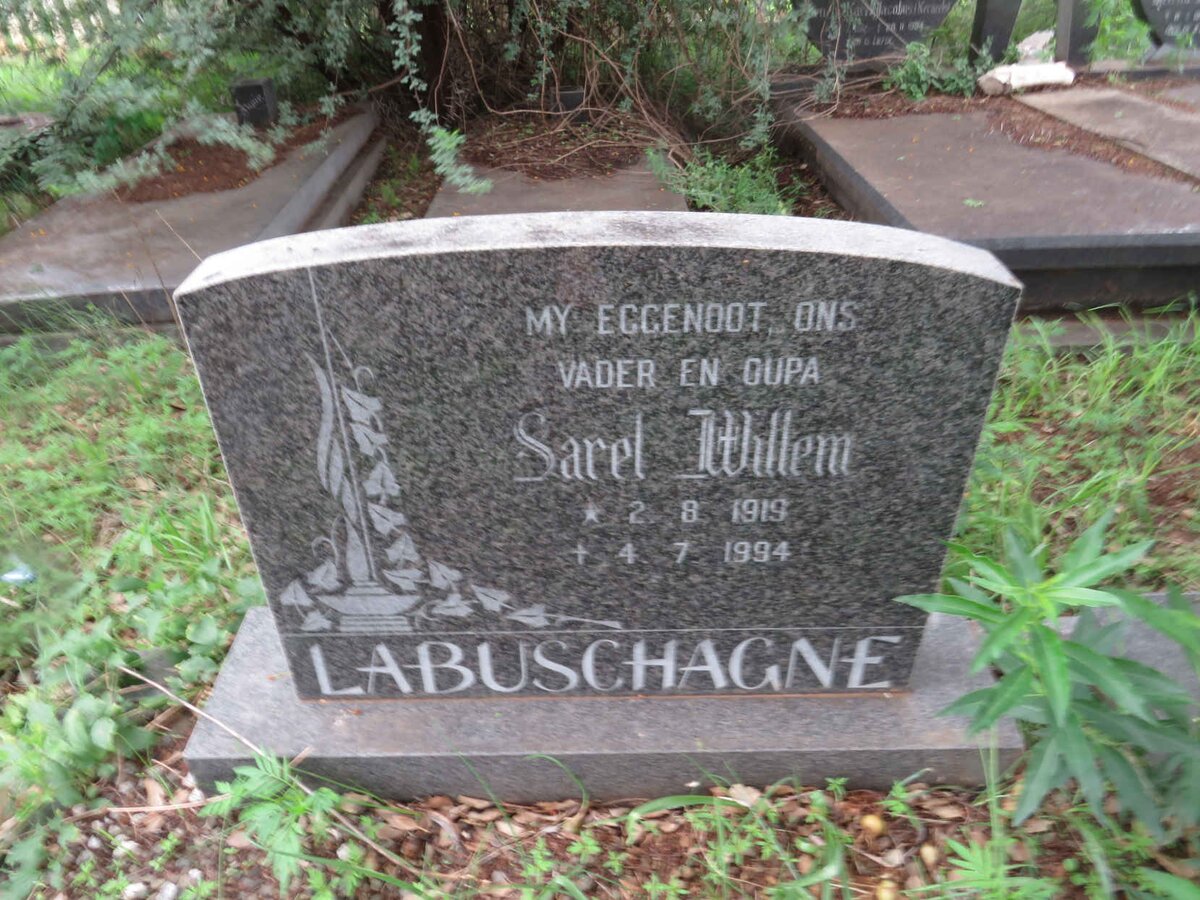 MY EGGENOOT, ONS
VADER EN OUPA
Sarel Willem
★ 2 8 1919
† 4 7 1994
LABUSCHAGNE